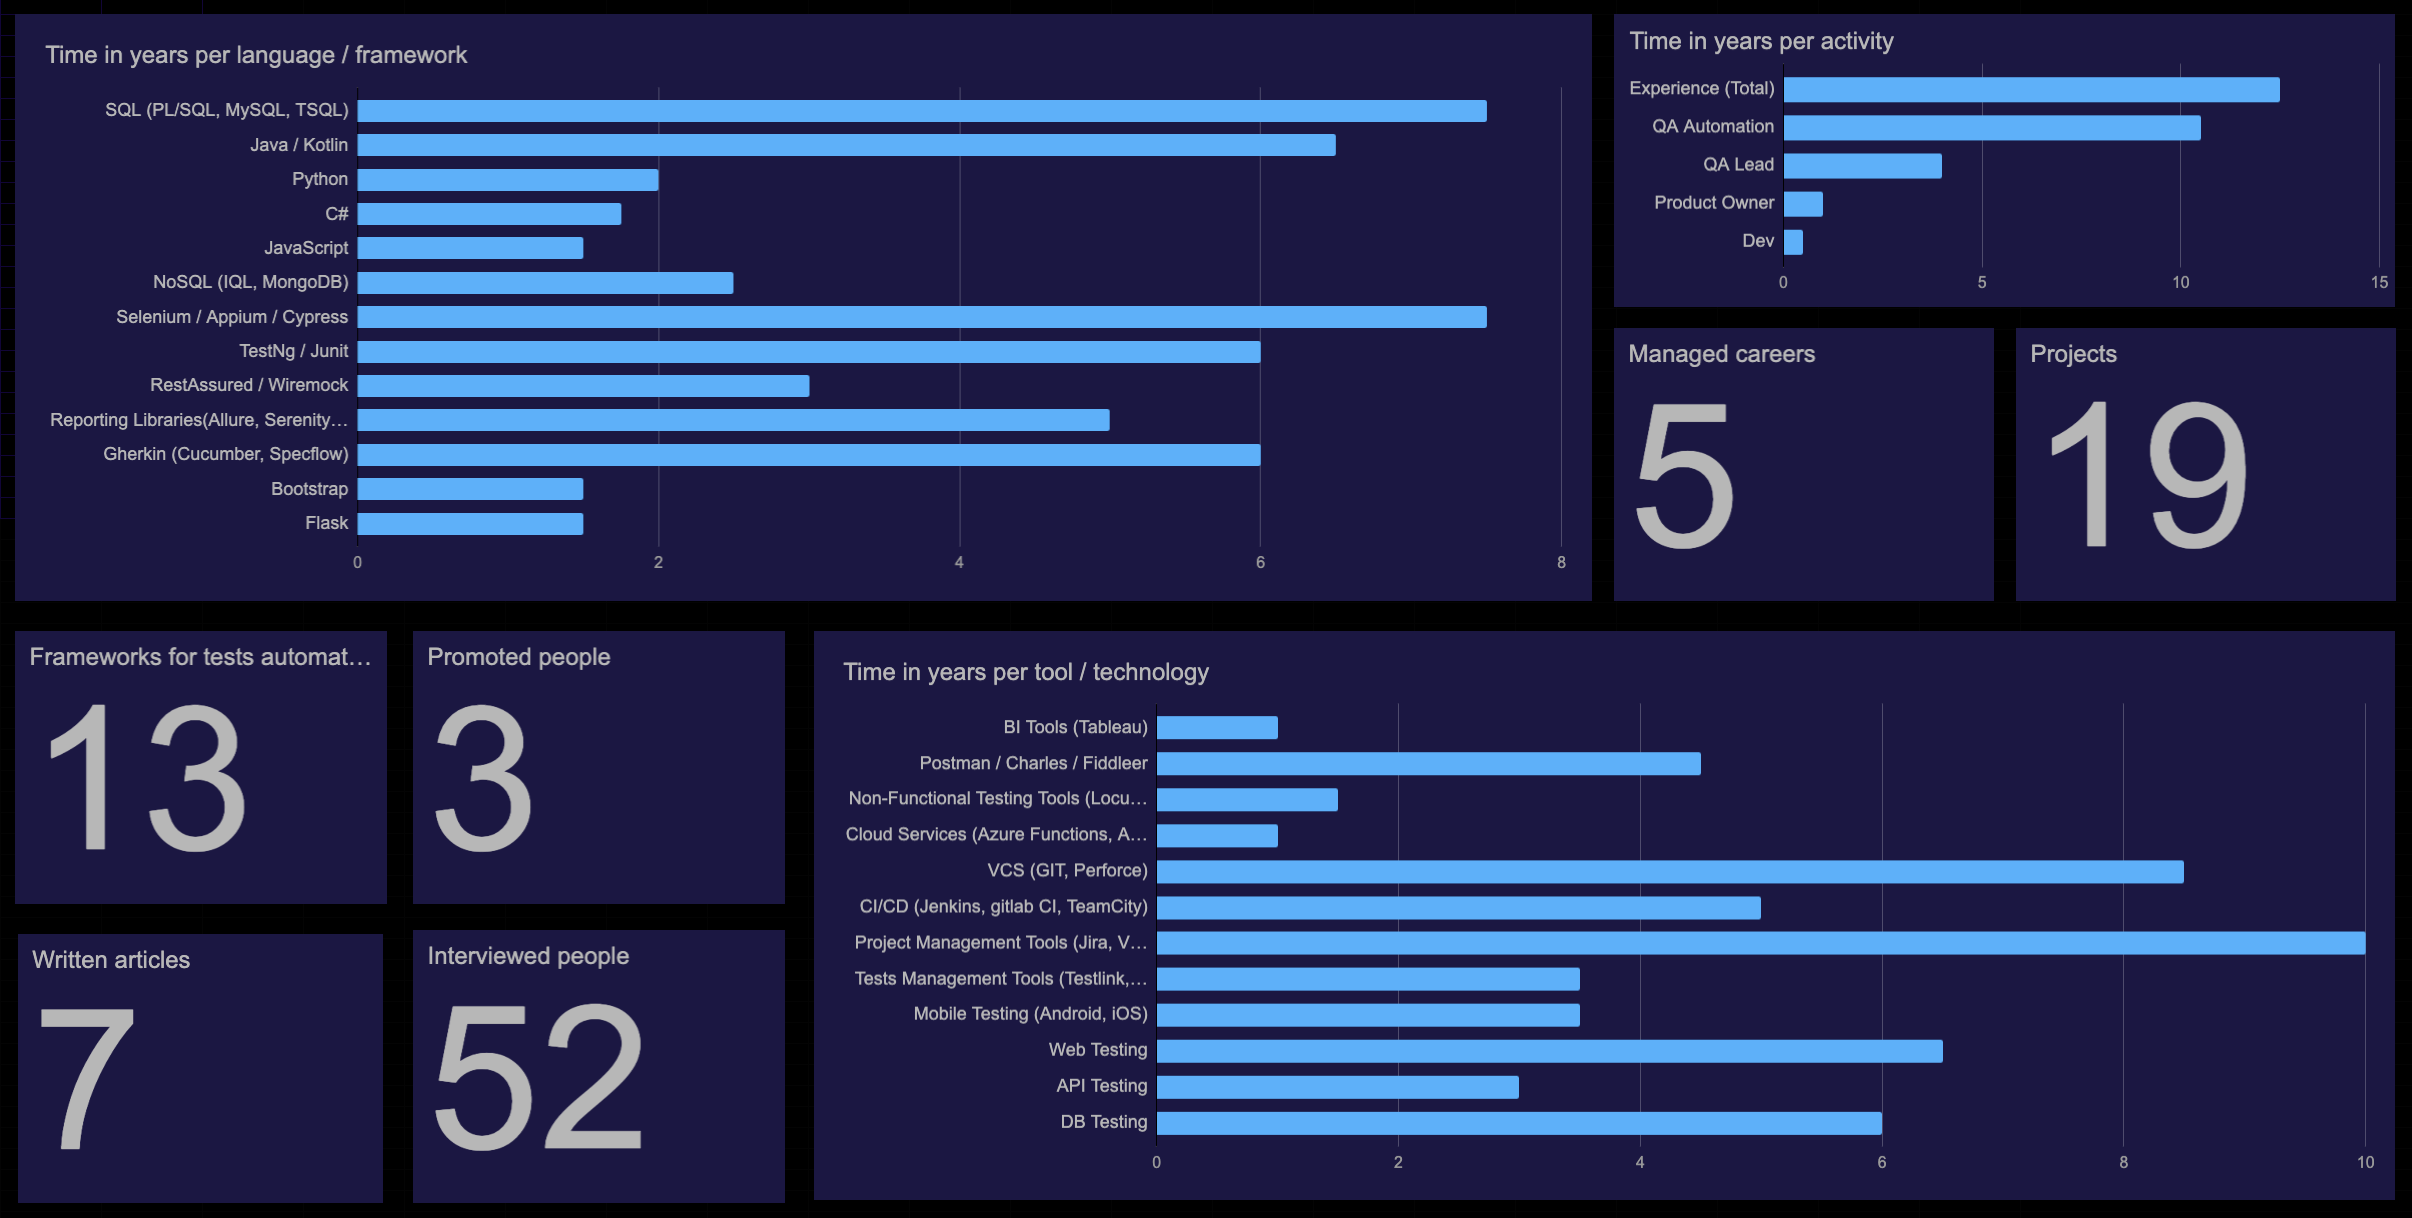 Time in years per language / framework
SQL (PL/SQL, MySQL, TSQL)
Java / Kotlin
Python
C#
JavaScript
NoSQL (IQL, MongoDB)
Selenium / Appium / Cypress
TestNg / Junit
RestAssured / Wiremock
Reporting Libraries(Allure, Serenity…
Gherkin (Cucumber, Specflow)
Bootstrap
Flask
0 2 4 6 8
Time in years per activity
Experience (Total)
QA Automation
QA Lead
Product Owner
Dev
0 5 10 15
Managed careers
5
Projects
19
Frameworks for tests automat…
13
Promoted people
3
Written articles
7
Interviewed people
52
Time in years per tool / technology
BI Tools (Tableau)
Postman / Charles / Fiddleer
Non-Functional Testing Tools (Locu…
Cloud Services (Azure Functions, A…
VCS (GIT, Perforce)
CI/CD (Jenkins, gitlab CI, TeamCity)
Project Management Tools (Jira, V…
Tests Management Tools (Testlink,…
Mobile Testing (Android, iOS)
Web Testing
API Testing
DB Testing
0 2 4 6 8 10